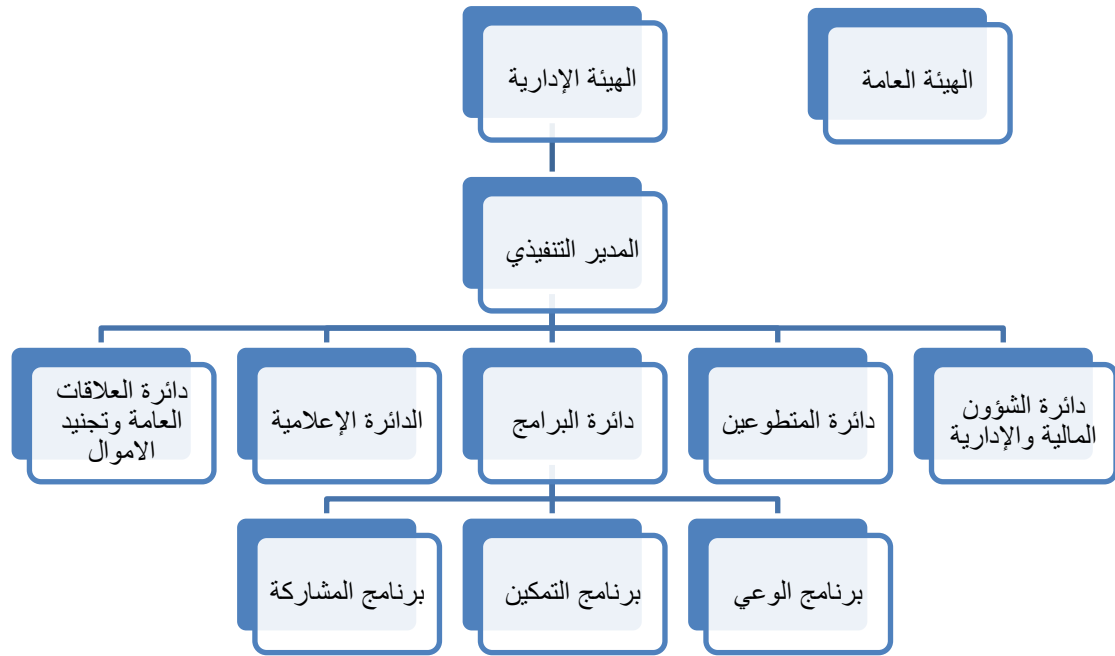 الهيئة العامة
الهيئة الإدارية
المدير التنفيذي
دائرة الشؤون
المالية والإدارية
دائرة المتطوعين
دائرة البرامج
الدائرة الإعلامية
دائرة العلاقات
العامة وتجنيد
الاموال
برنامج الوعي
برنامج التمكين
برنامج المشاركة